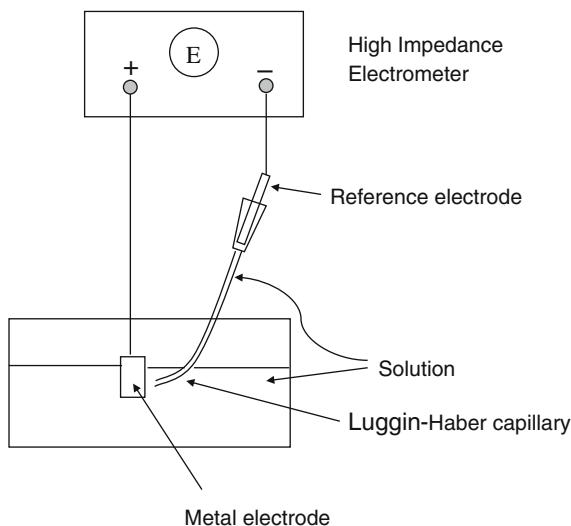 High Impedance
Electrometer
E
+
−
Reference electrode
Solution
Luggin-Haber capillary
Metal electrode